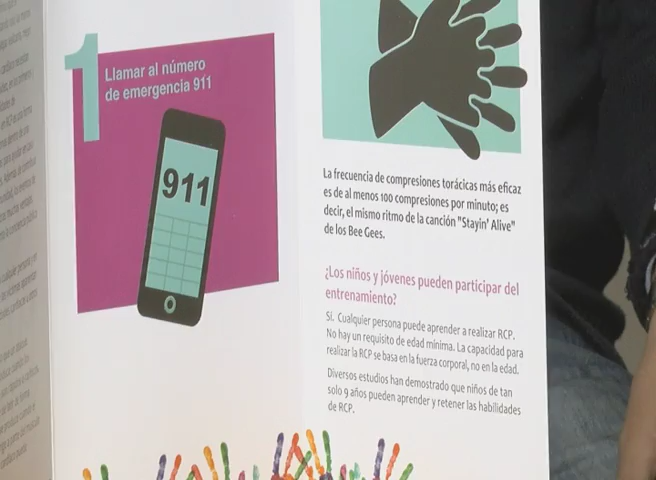 1
Llamar al número
de emergencia 911
911
La frecuencia de compresiones torácicas más eficaz
es de al menos 100 compresiones por minuto; es
decir, el mismo ritmo de la canción "Stayin' Alive"
de los Bee Gees.
¿Los niños y jóvenes pueden participar del
entrenamiento?
Sí. Cualquier persona puede aprender a realizar RCP.
No hay un requisito de edad mínima. La capacidad para
realizar la RCP se basa en la fuerza corporal, no en la edad.
Diversos estudios han demostrado que niños de tan
solo 9 años pueden aprender y retener las habilidades
de RCP.